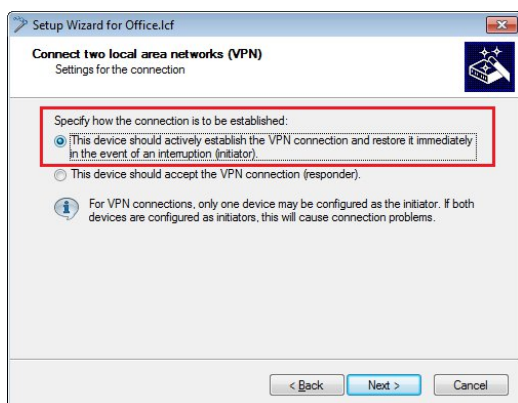 Setup Wizard for Office.lcf
Connect two local area networks (VPN)
Settings for the connection
Specify how the connection is to be established:
This device should actively establish the VPN connection and restore it immediately
in the event of an interruption (initiator).
This device should accept the VPN connection (responder).
For VPN connections, only one device may be configured as the initiator. If both
devices are configured as initiators, this will cause connection problems.
< Back
Next >
Cancel